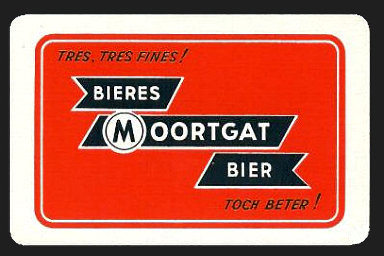 TRES, TRES FINES!
BIERES
MOORTGAT
BIER
TOCH BETER!